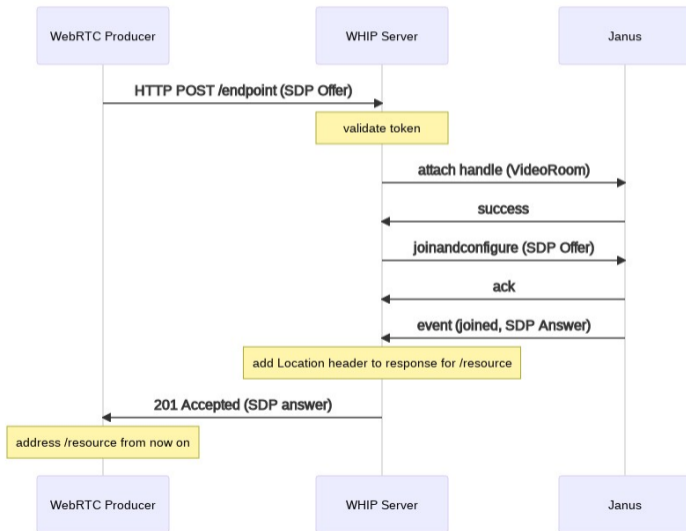 WebRTC Producer
WHIP Server
Janus
HTTP POST /endpoint (SDP Offer)
validate token
attach handle (VideoRoom)
success
joinandconfigure (SDP Offer)
ack
event (joined, SDP Answer)
add Location header to response for /resource
201 Accepted (SDP answer)
address /resource from now on
WebRTC Producer
WHIP Server
Janus